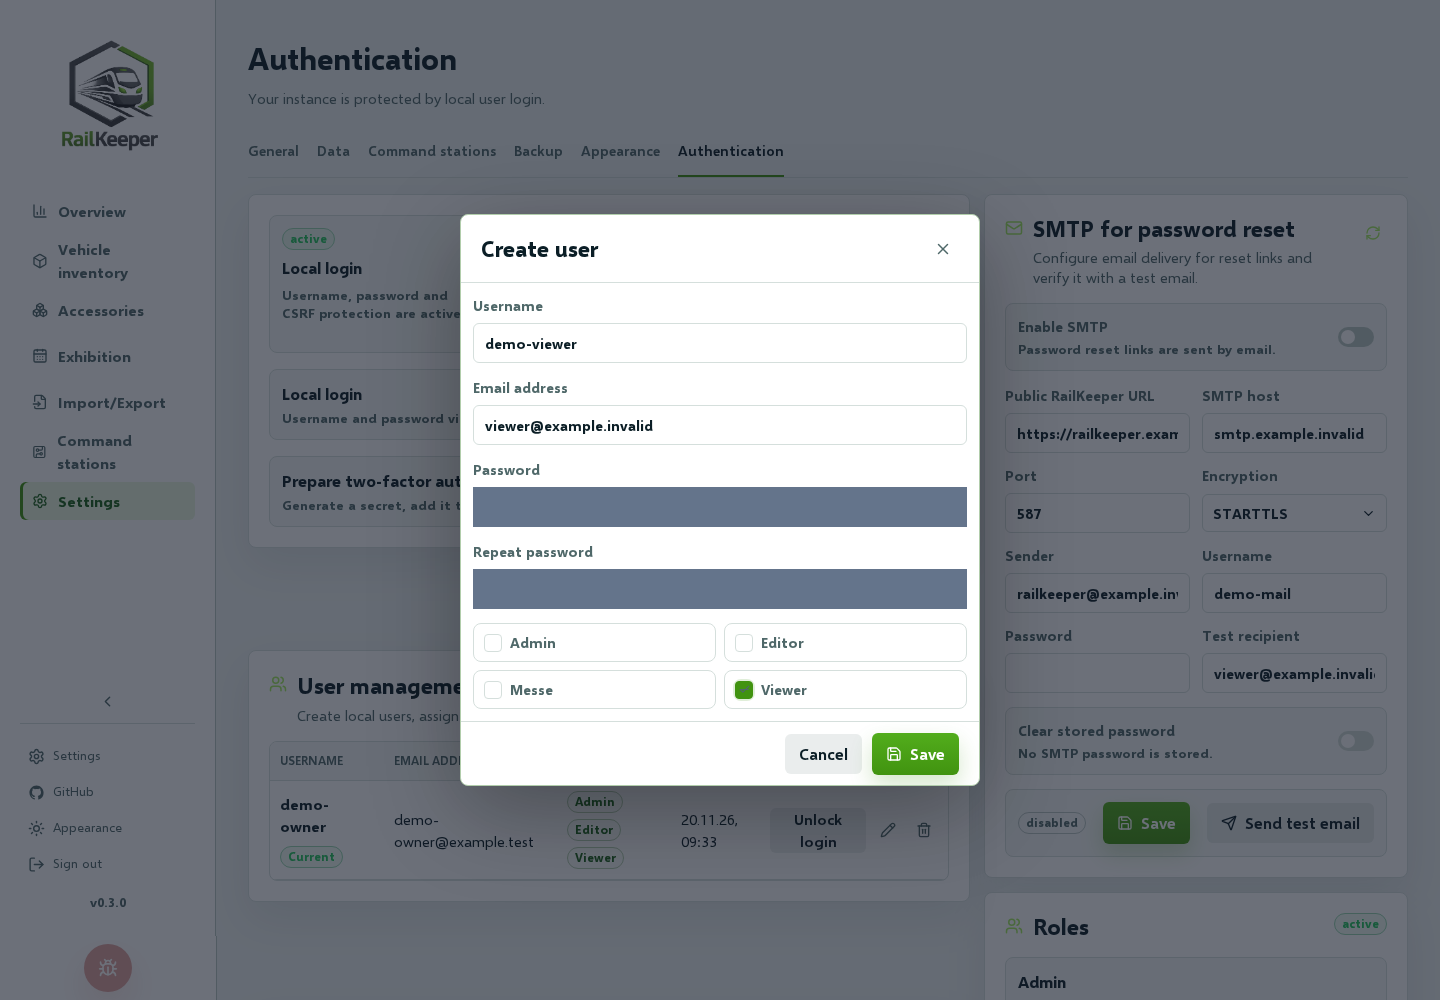 RailKeeper
Overview
Vehicle
inventory
Accessories
Exhibition
Import/Export
Command
stations
Settings
Settings
GitHub
Appearance
Sign out
v0.3.0
Authentication
Your instance is protected by local user login.
General Data Command stations Backup Appearance Authentication
active
Local login
Username, password and
CSRF protection are active
Local login
Username and password vi
Prepare two-factor aut
Generate a secret, add it t
User manageme
Create local users, assign
USERNAME EMAIL ADD
demo-
owner
Current
demo-
owner@example.test
Admin
Editor
Viewer
20.11.26,
09:33
Unlock
login
Create user
Username
demo-viewer
Email address
viewer@example.invalid
Password
Repeat password
Admin Editor
Messe Viewer
Cancel Save
SMTP for password reset
Configure email delivery for reset links and
verify it with a test email.
Enable SMTP
Password reset links are sent by email.
Public RailKeeper URL SMTP host
https://railkeeper.exam smtp.example.invalid
Port Encryption
587 STARTTLS
Sender Username
railkeeper@example.in demo-mail
Password Test recipient
viewer@example.invali
Clear stored password
No SMTP password is stored.
disabled Save Send test email
Roles
active
Admin